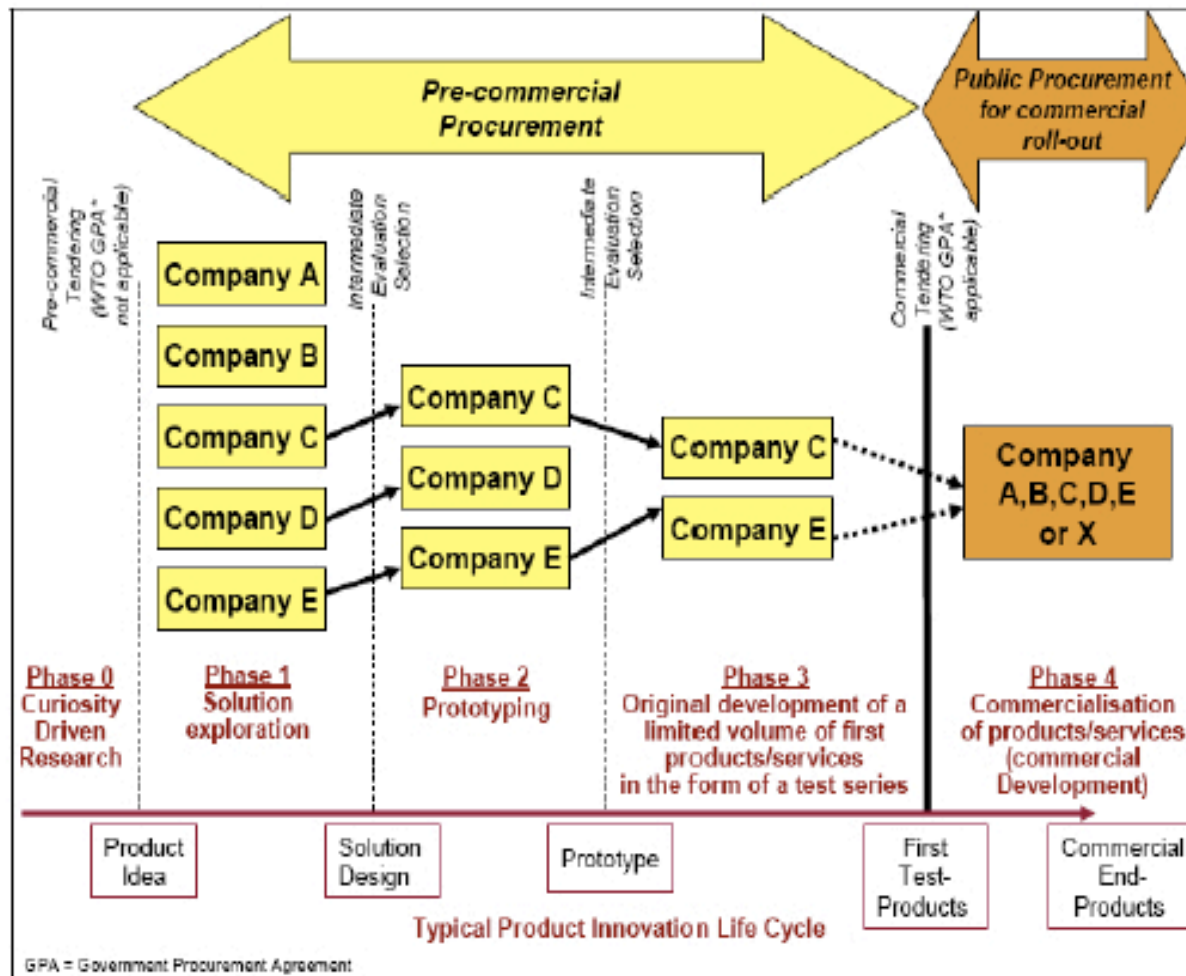 Pre-commercial
Procurement
Public Procurement
for commercial
roll-out
Pre-commercial
Tendering
(WTO GPA*
not applicable)
Intermediate
Evaluation
Selection
Intermediate
Evaluation
Selection
Commercial
Tendering
(WTO GPA*
applicable)
Company A
Company B
Company C
Company D
Company E
Company C
Company D
Company E
Company C
Company E
Company
A,B,C,D,E
or X
Phase 0
Curiosity
Driven
Research
Phase 1
Solution
exploration
Phase 2
Prototyping
Phase 3
Original development of a
limited volume of first
products/services
in the form of a test series
Phase 4
Commercialisation
of products/services
(commercial
Development)
Product
Idea
Solution
Design
Prototype
First
Test-
Products
Commercial
End-
Products
Typical Product Innovation Life Cycle
GPA = Government Procurement Agreement